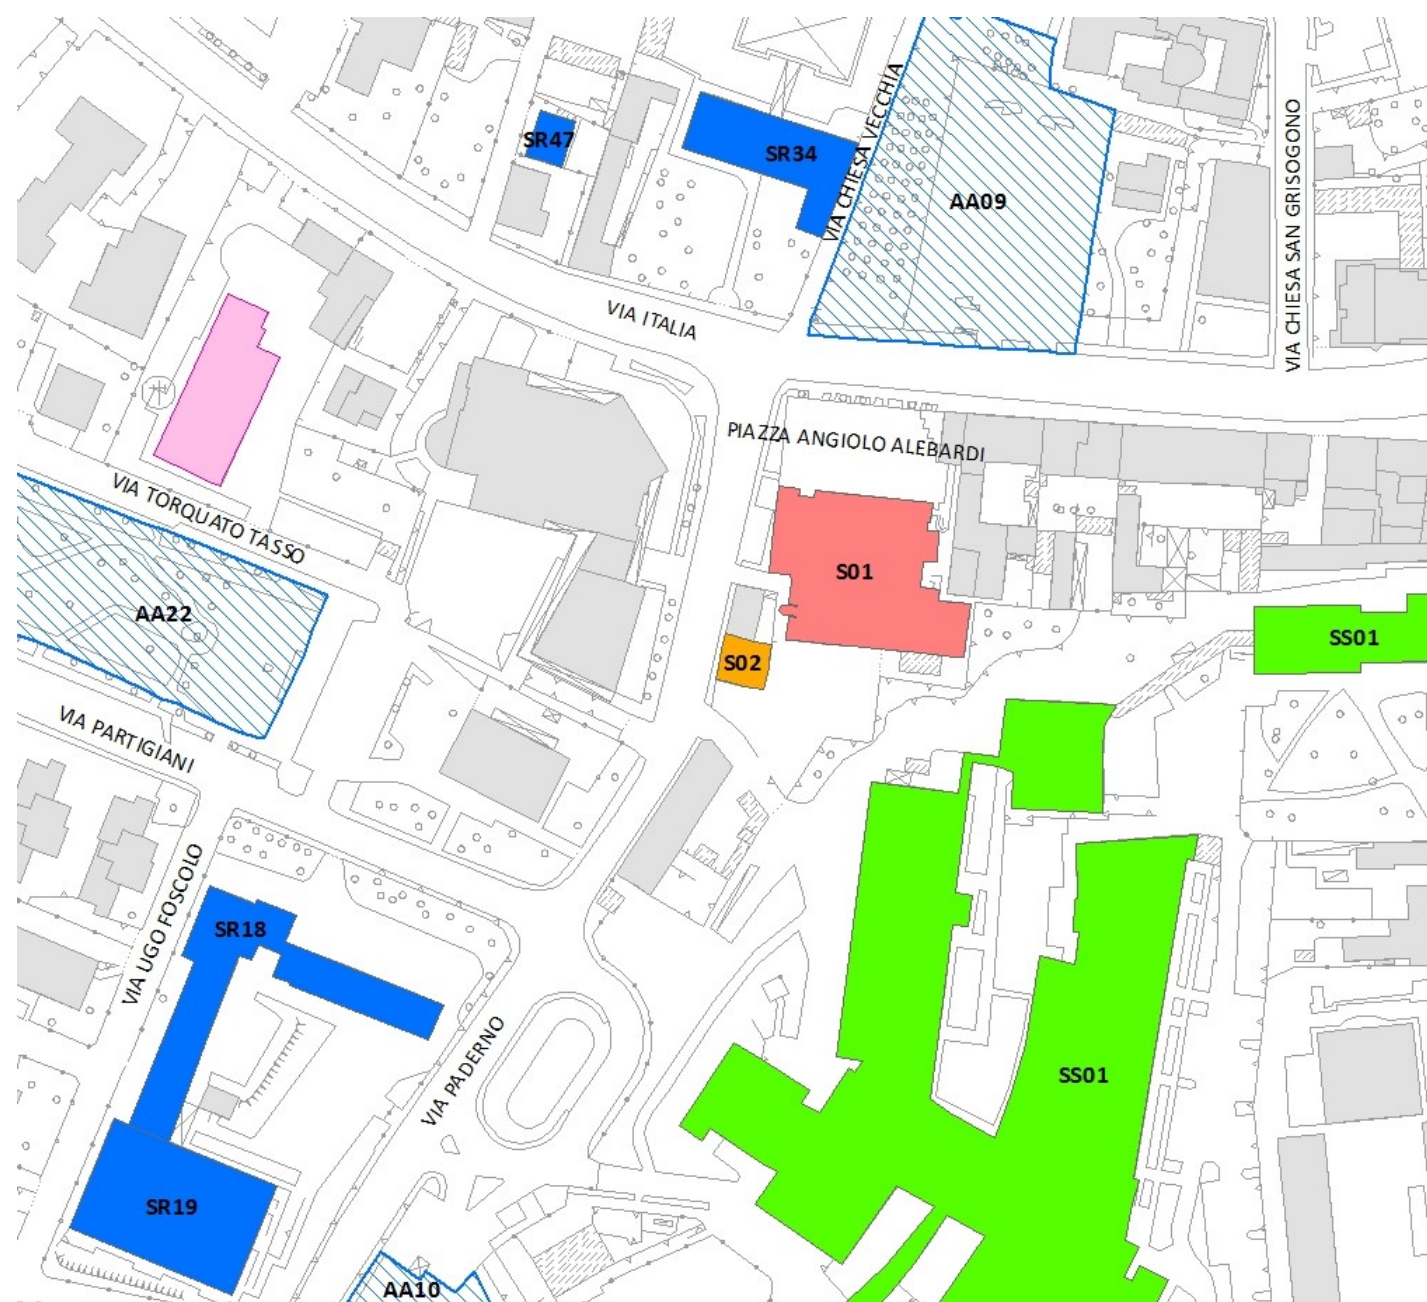 SR47
SR34
VIA CHIESA VECCHIA
AA09
VIA CHIESA SAN GRISOGONO
VIA ITALIA
PIAZZA ANGIOLO ALEBARDI
VIA TORQUATO TASSO
S01
AA22
SS01
S02
VIA PARTIGIANI
VIA UGO FOSCOLO
SR18
VIA PADERNO
SS01
SR19
AA10